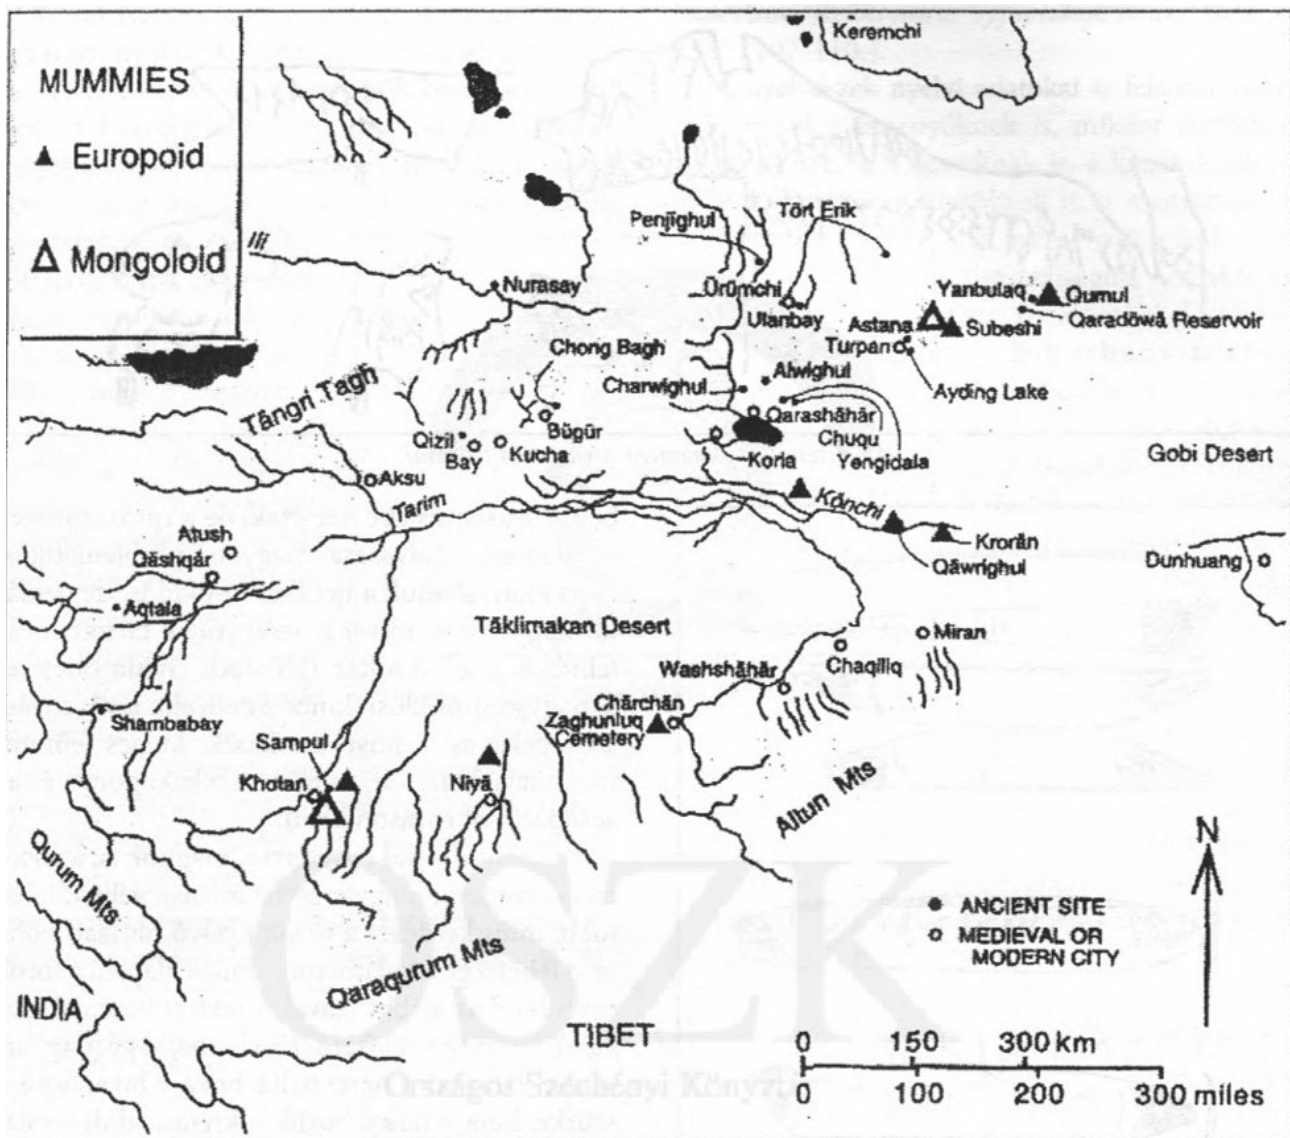 MUMMIES
Europoid
Mongoloid
Keremchi
Ili
Penjighul
Tört Erik
Nurasay
Ürümchi
Ulanbay
Yanbulaq
Qumul
Qaradöwä Reservoir
Astana
Subeshi
Turpan
Ayding Lake
Chong Bagh
Alwighul
Charwighul
Tängri Tagh
Qarashähär
Bügür
Qizil
Bay
Kucha
Chuqu
Korla
Yengidala
Gobi Desert
Aksu
Tarim
Könchi
Atush
Qäshqär
Krorän
Qäwrighul
Dunhuang
Aqtala
Täklimakan Desert
Miran
Washshähär
Chaqiliq
Chärchän
Zaghunluq
Cemetery
Shambabay
Sampul
Khotan
Niyä
Altun Mts
N
Qurum Mts
ANCIENT SITE
MEDIEVAL OR
MODERN CITY
Qaraqurum Mts
OSZK
INDIA
TIBET
0 150 300 km
0 100 200 300 miles
Országos Széchényi